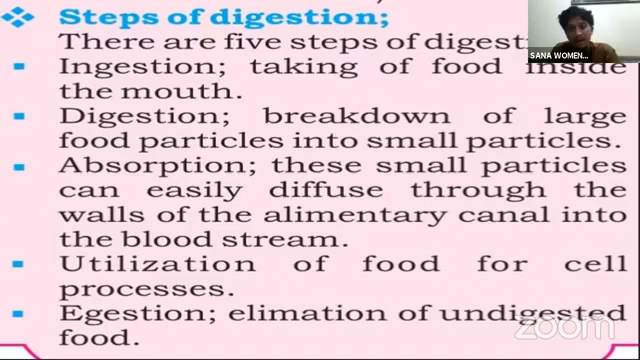 Steps of digestion;
There are five steps of
SANA WOMEN...
Ingestion; taking of food inside
the mouth.
Digestion; breakdown of large
food particles into small particles.
Absorption; these small particles
can easily diffuse through the
walls of the alimentary canal into
the blood stream.
Utilization of food for cell
processes.
Egestion; elimation of undigested
food.
zoom